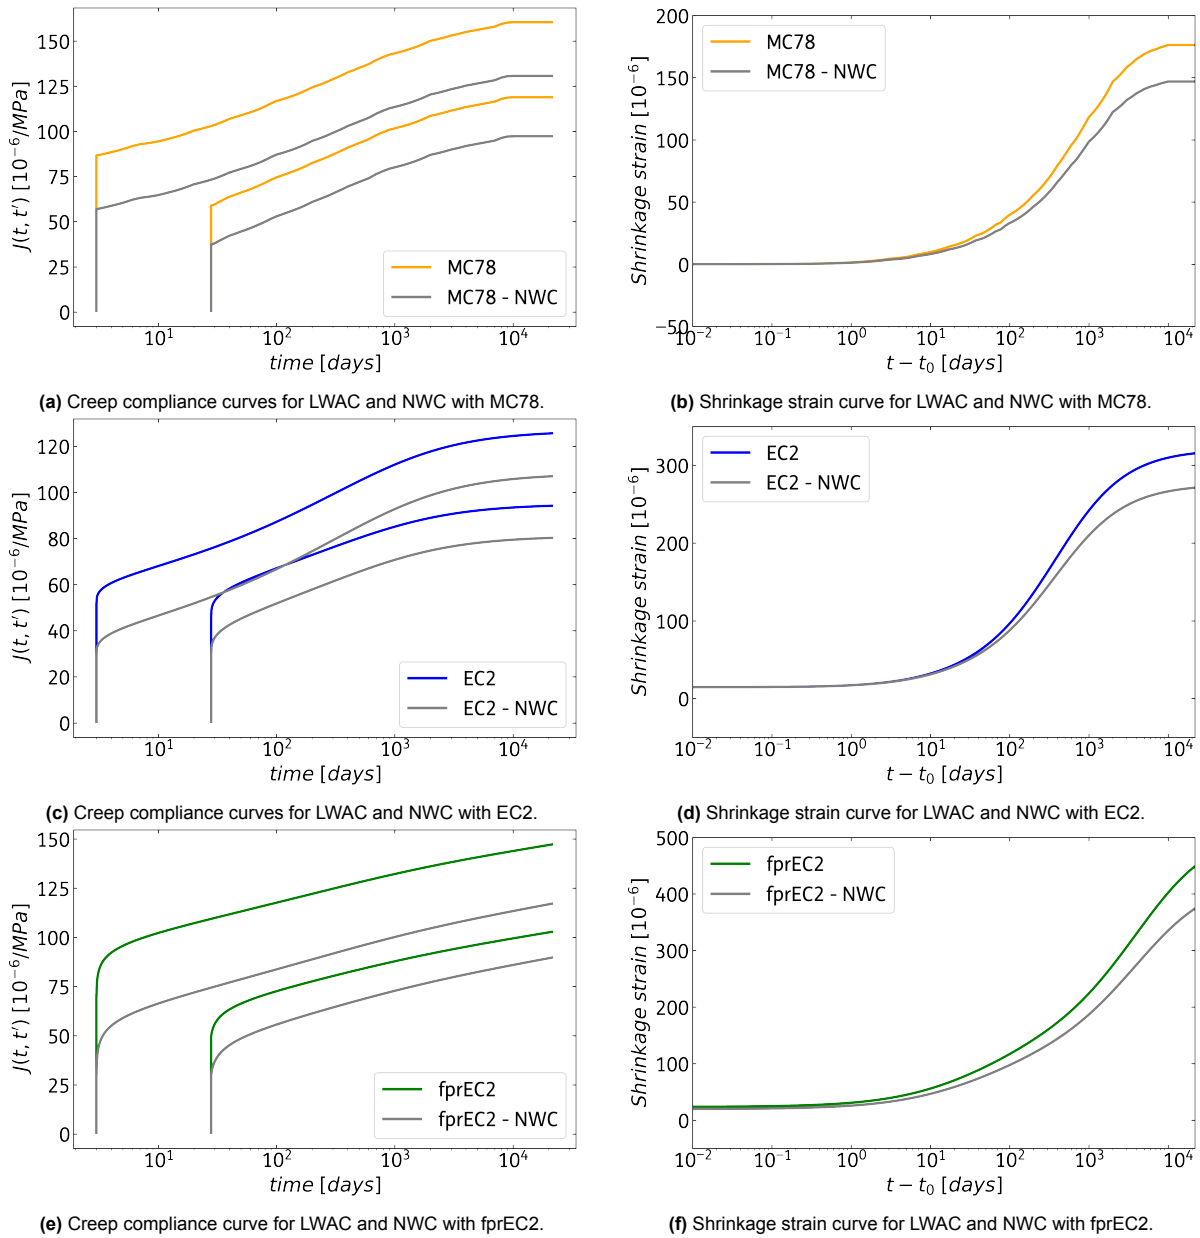 150
125
100
75
50
25
0
J(t, t′) [10⁻⁶/MPa]
MC78
MC78 - NWC
10¹ 10² 10³ 10⁴
time [days]
(a) Creep compliance curves for LWAC and NWC with MC78.
200
150
100
50
0
−50
Shrinkage strain [10⁻⁶]
MC78
MC78 - NWC
10⁻² 10⁻¹ 10⁰ 10¹ 10² 10³ 10⁴
t − t₀ [days]
(b) Shrinkage strain curve for LWAC and NWC with MC78.
120
100
80
60
40
20
0
J(t, t′) [10⁻⁶/MPa]
EC2
EC2 - NWC
10¹ 10² 10³ 10⁴
time [days]
(c) Creep compliance curves for LWAC and NWC with EC2.
300
200
100
0
Shrinkage strain [10⁻⁶]
EC2
EC2 - NWC
10⁻² 10⁻¹ 10⁰ 10¹ 10² 10³ 10⁴
t − t₀ [days]
(d) Shrinkage strain curve for LWAC and NWC with EC2.
150
125
100
75
50
25
0
J(t, t′) [10⁻⁶/MPa]
fprEC2
fprEC2 - NWC
10¹ 10² 10³ 10⁴
time [days]
(e) Creep compliance curve for LWAC and NWC with fprEC2.
500
400
300
200
100
0
Shrinkage strain [10⁻⁶]
fprEC2
fprEC2 - NWC
10⁻² 10⁻¹ 10⁰ 10¹ 10² 10³ 10⁴
t − t₀ [days]
(f) Shrinkage strain curve for LWAC and NWC with fprEC2.